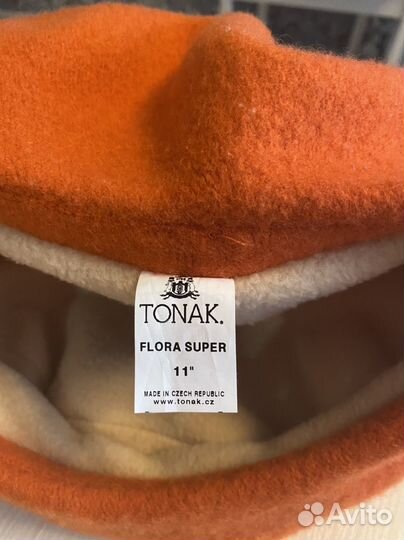 TONAK.
FLORA SUPER
11"
MADE IN CZECH REPUBLIC
www.tonak.cz
Avito